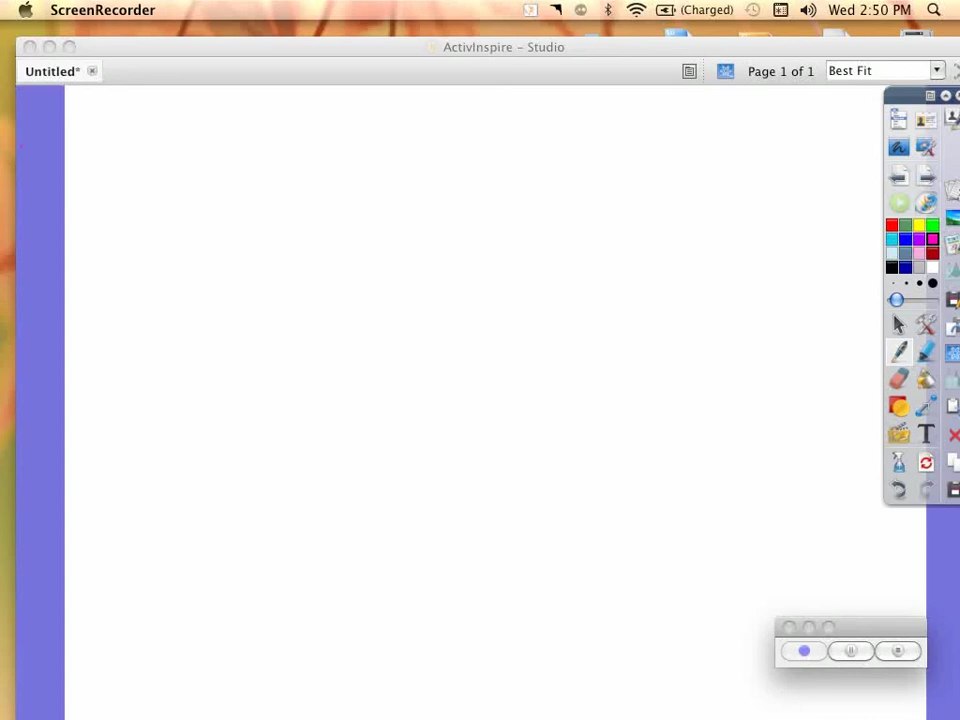 ScreenRecorder (Charged) Wed 2:50 PM
ActivInspire – Studio
Untitled* Page 1 of 1 Best Fit
T